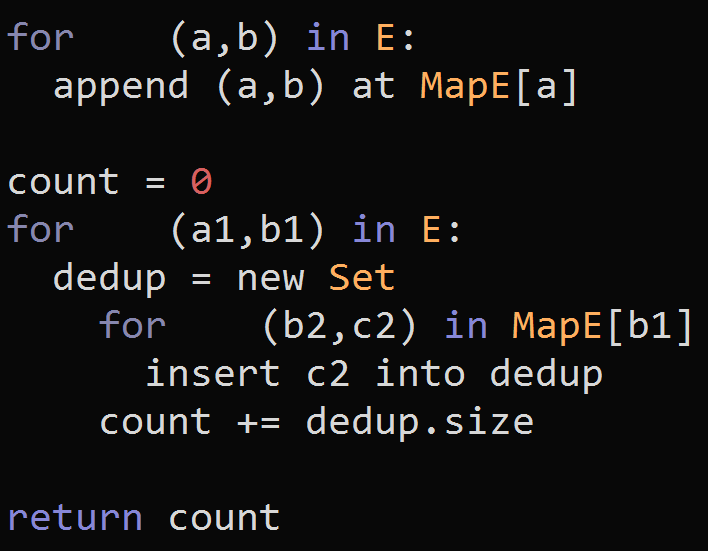 for    (a,b) in E:
  append (a,b) at MapE[a]

count = 0
for    (a1,b1) in E:
  dedup = new Set
    for    (b2,c2) in MapE[b1]
      insert c2 into dedup
    count += dedup.size

return count